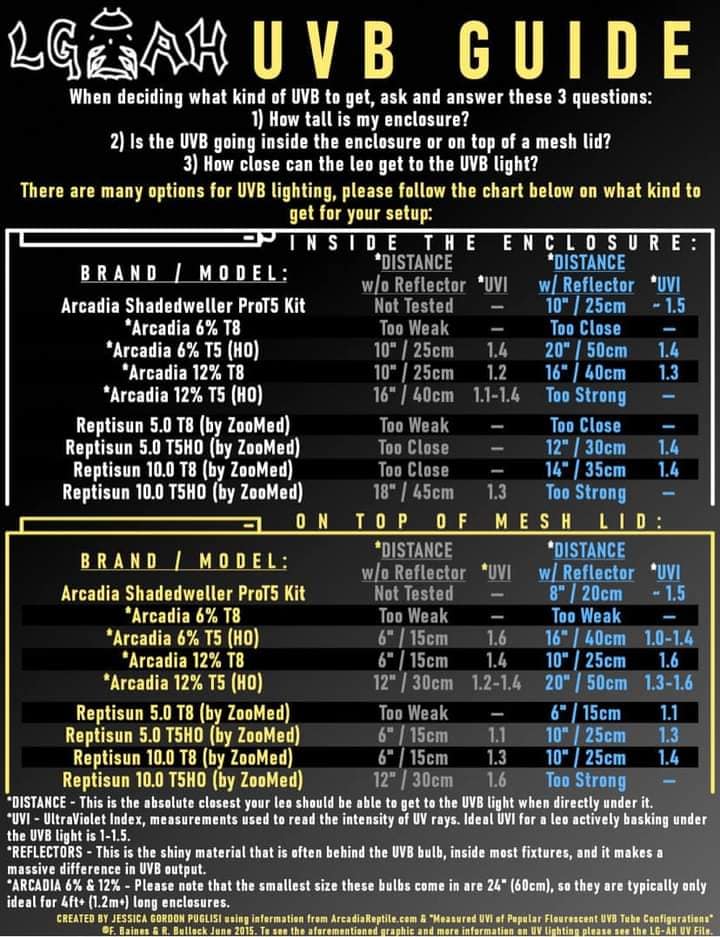 LG AH UVB GUIDE
When deciding what kind of UVB to get, ask and answer these 3 questions:
1) How tall is my enclosure?
2) Is the UVB going inside the enclosure or on top of a mesh lid?
3) How close can the leo get to the UVB light?
There are many options for UVB lighting, please follow the chart below on what kind to
get for your setup:
INSIDE THE ENCLOSURE:
*DISTANCE *DISTANCE
BRAND / MODEL: w/o Reflector *UVI w/ Reflector *UVI
Arcadia Shadedweller ProT5 Kit Not Tested – 10" / 25cm ~ 1.5
*Arcadia 6% T8 Too Weak – Too Close –
*Arcadia 6% T5 (HO) 10" / 25cm 1.4 20" / 50cm 1.4
*Arcadia 12% T8 10" / 25cm 1.2 16" / 40cm 1.3
*Arcadia 12% T5 (HO) 16" / 40cm 1.1-1.4 Too Strong –
Reptisun 5.0 T8 (by ZooMed) Too Weak – Too Close –
Reptisun 5.0 T5HO (by ZooMed) Too Close – 12" / 30cm 1.4
Reptisun 10.0 T8 (by ZooMed) Too Close – 14" / 35cm 1.4
Reptisun 10.0 T5HO (by ZooMed) 18" / 45cm 1.3 Too Strong –
ON TOP OF MESH LID:
*DISTANCE *DISTANCE
BRAND / MODEL: w/o Reflector *UVI w/ Reflector *UVI
Arcadia Shadedweller ProT5 Kit Not Tested – 8" / 20cm ~ 1.5
*Arcadia 6% T8 Too Weak – Too Weak –
*Arcadia 6% T5 (HO) 6" / 15cm 1.6 16" / 40cm 1.0-1.4
*Arcadia 12% T8 6" / 15cm 1.4 10" / 25cm 1.6
*Arcadia 12% T5 (HO) 12" / 30cm 1.2-1.4 20" / 50cm 1.3-1.6
Reptisun 5.0 T8 (by ZooMed) Too Weak – 6" / 15cm 1.1
Reptisun 5.0 T5HO (by ZooMed) 6" / 15cm 1.1 10" / 25cm 1.3
Reptisun 10.0 T8 (by ZooMed) 6" / 15cm 1.3 10" / 25cm 1.4
Reptisun 10.0 T5HO (by ZooMed) 12" / 30cm 1.6 Too Strong –
*DISTANCE - This is the absolute closest your leo should be able to get to the UVB light when directly under it.
*UVI - UltraViolet Index, measurements used to read the intensity of UV rays. Ideal UVI for a leo actively basking under
the UVB light is 1-1.5.
*REFLECTORS - This is the shiny material that is often behind the UVB bulb, inside most fixtures, and it makes a
massive difference in UVB output.
*ARCADIA 6% & 12% - Please note that the smallest size these bulbs come in are 24" (60cm), so they are typically only
ideal for 4ft+ (1.2m+) long enclosures.
CREATED BY JESSICA GORDON PUGLISI using information from ArcadiaReptile.com & "Measured UVI of Popular Flourescent UVB Tube Configurations"
©F. Baines & R. Bullock June 2015. To see the aforementioned graphic and more information on UV lighting please see the LG-AH UV File.